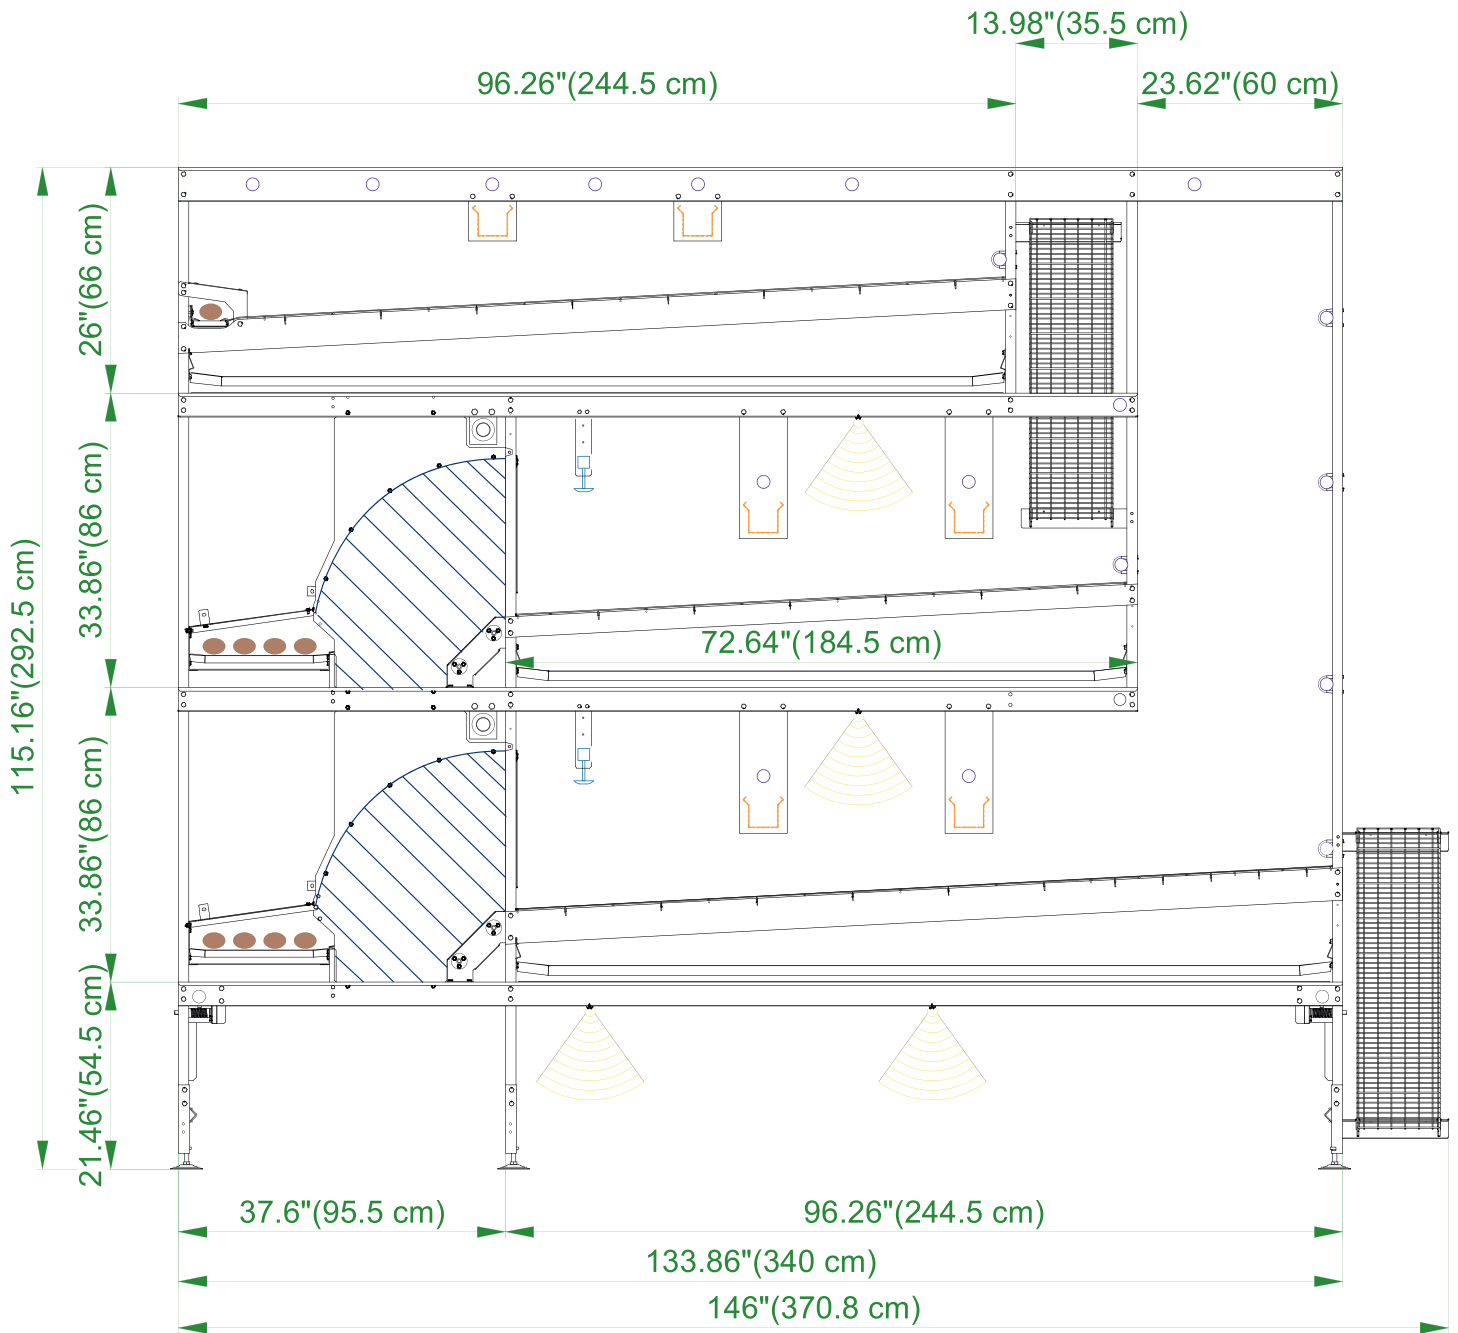 13.98"(35.5 cm)
96.26"(244.5 cm)
23.62"(60 cm)
26"(66 cm)
33.86"(86 cm)
115.16"(292.5 cm)
72.64"(184.5 cm)
33.86"(86 cm)
21.46"(54.5 cm)
37.6"(95.5 cm)
96.26"(244.5 cm)
133.86"(340 cm)
146"(370.8 cm)